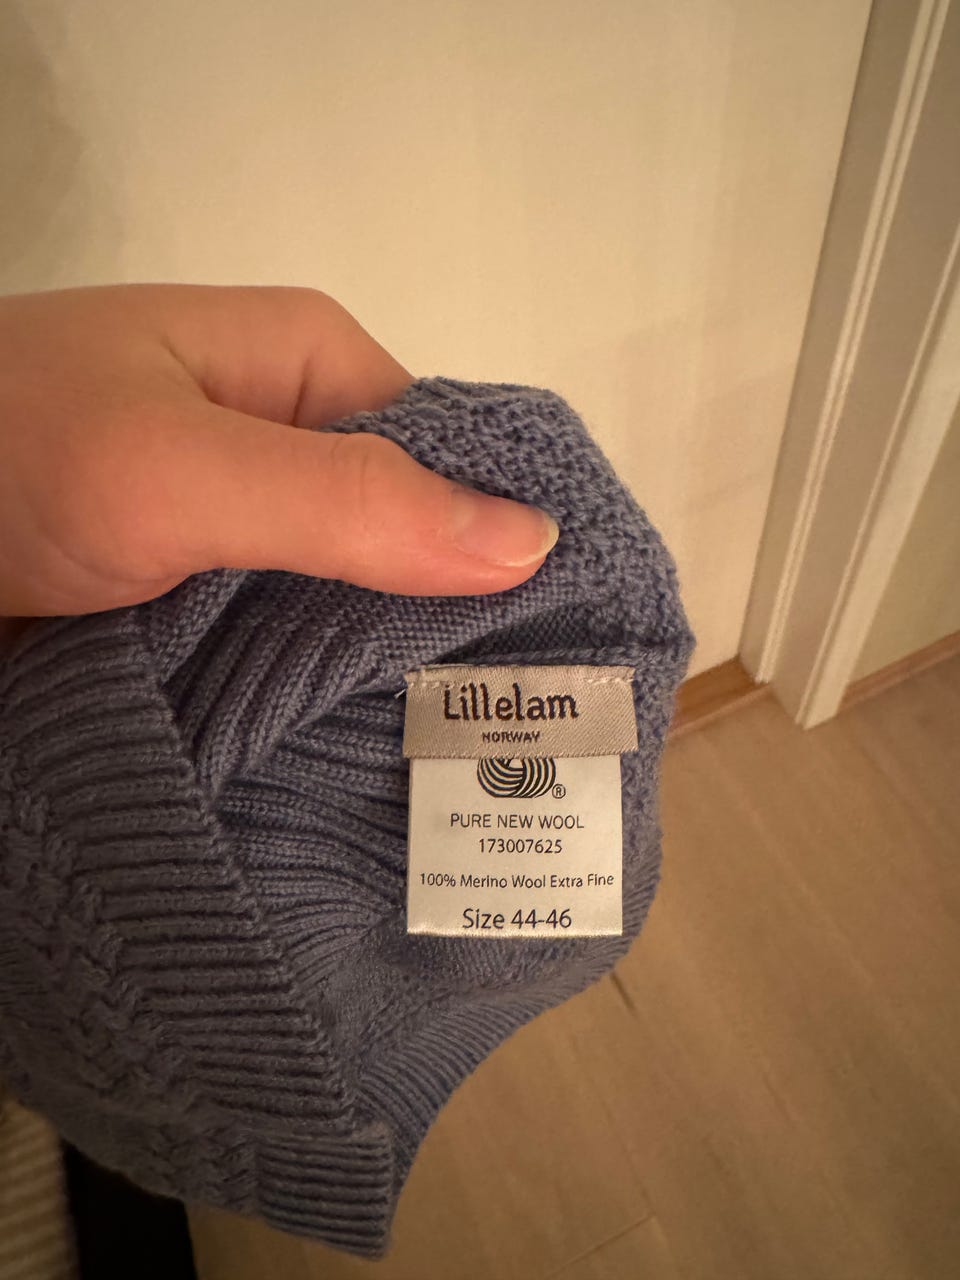 Lillelam
NORWAY
®
PURE NEW WOOL
173007625
100% Merino Wool Extra Fine
Size 44-46